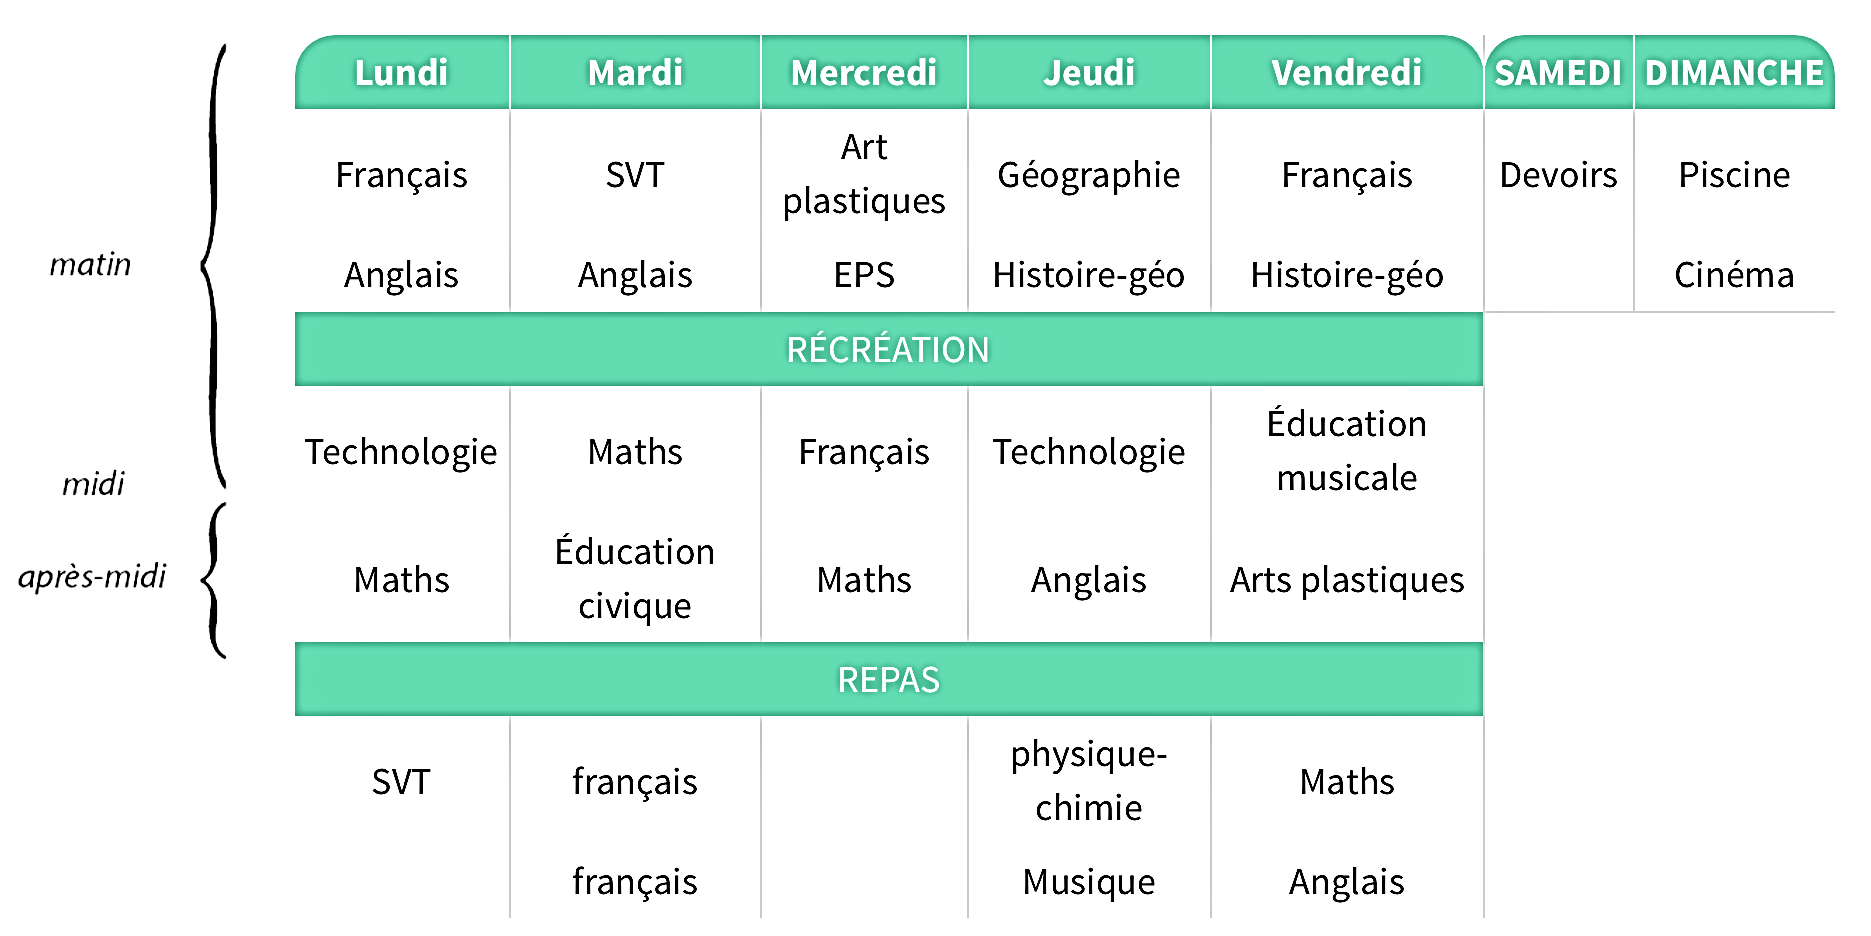 Lundi Mardi Mercredi Jeudi Vendredi SAMEDI DIMANCHE
Français SVT Art plastiques Géographie Français Devoirs Piscine
matin
Anglais Anglais EPS Histoire-géo Histoire-géo Cinéma
RÉCRÉATION
Technologie Maths Français Technologie Éducation musicale
midi
après-midi
Maths Éducation civique Maths Anglais Arts plastiques
REPAS
SVT français physique-chimie Maths
français Musique Anglais